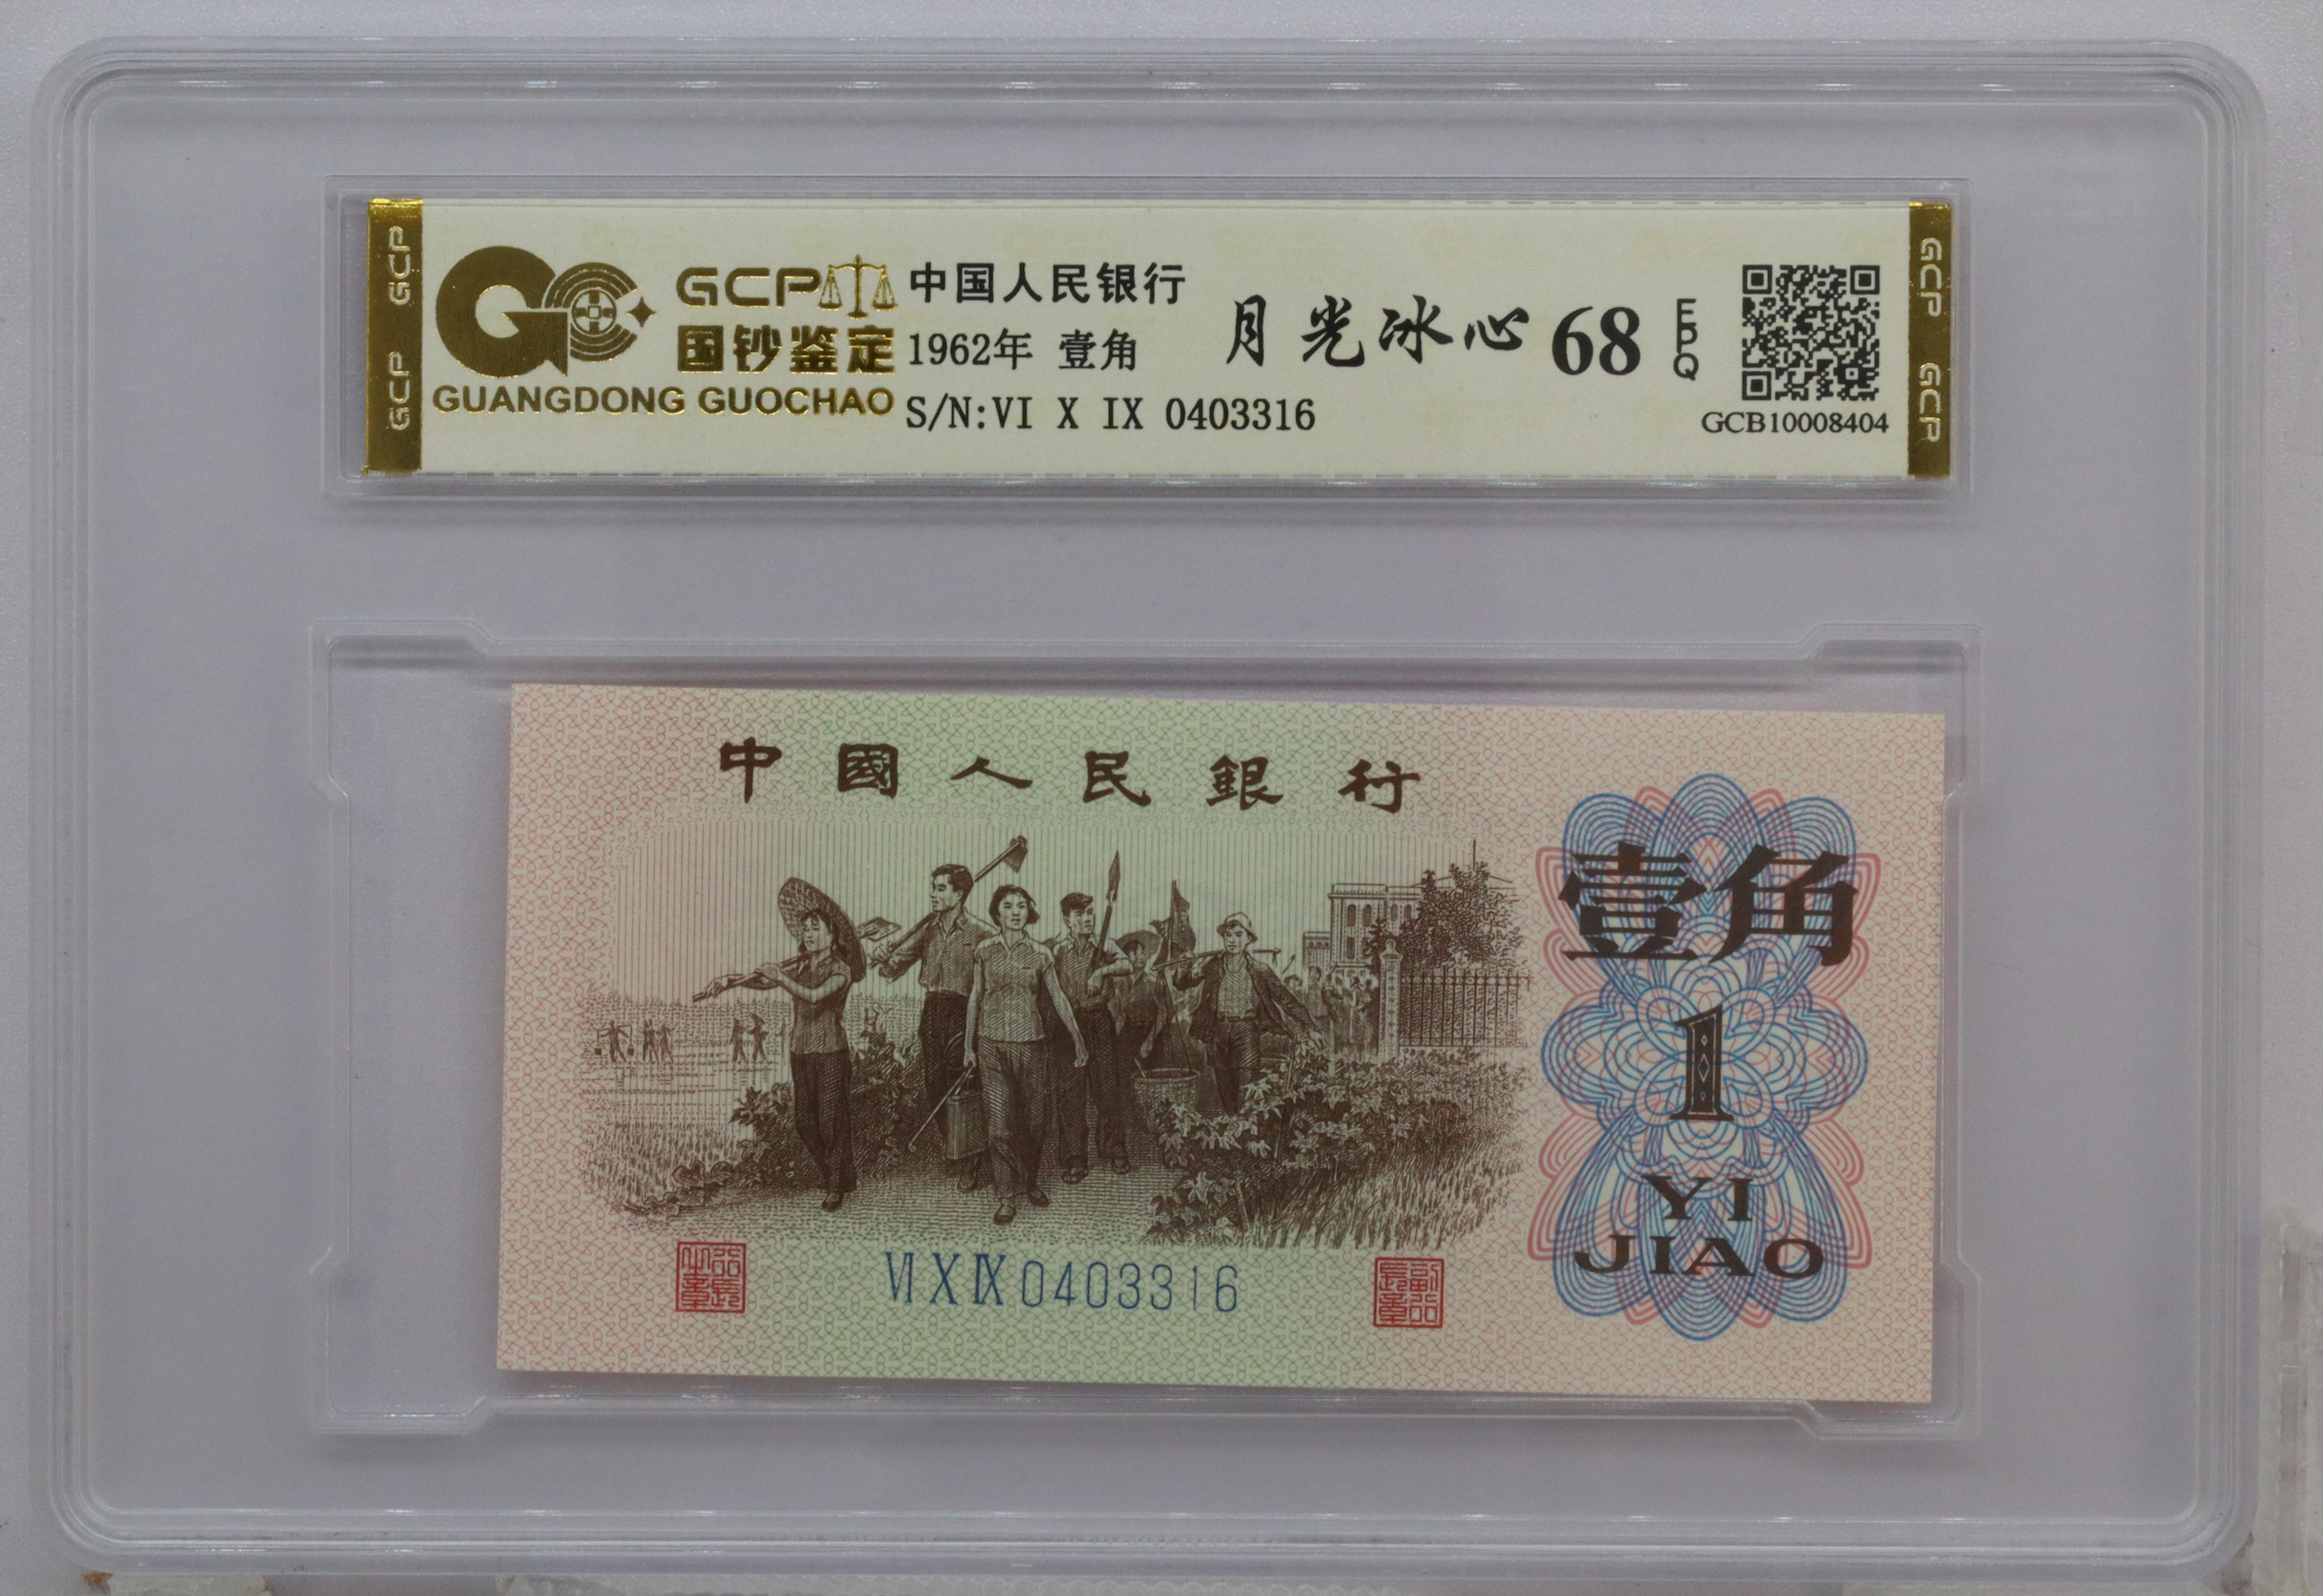 GCP GCP
GCP
国钞鉴定
GUANGDONG GUOCHAO
中国人民银行
1962年 壹角
S/N:VI X IX 0403316
月光冰心 68 EPQ
GCB10008404
GCP GCP
中國人民銀行
壹角
1
YI
JIAO
VI X IX 0403316